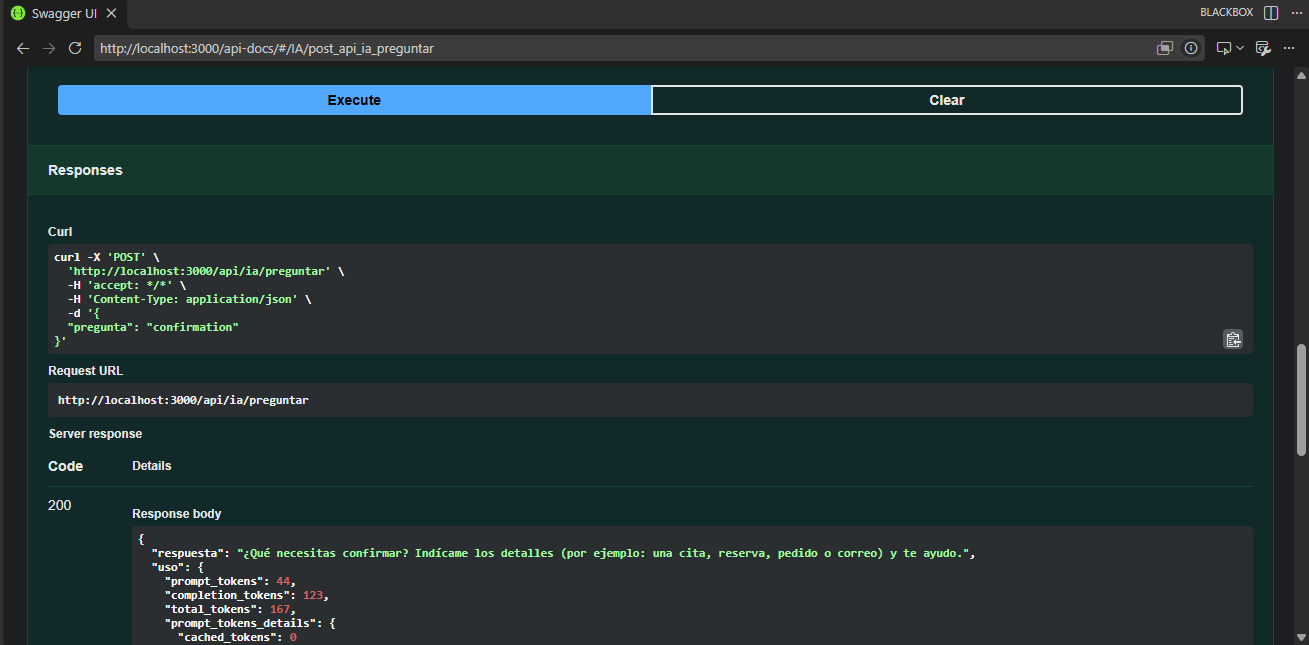 Swagger UI
BLACKBOX
http://localhost:3000/api-docs/#/IA/post_api_ia_preguntar
Execute
Clear
Responses
Curl
curl -X 'POST' \
  'http://localhost:3000/api/ia/preguntar' \
  -H 'accept: */*' \
  -H 'Content-Type: application/json' \
  -d '{
  "pregunta": "confirmation"
}'
Request URL
http://localhost:3000/api/ia/preguntar
Server response
Code Details
200
Response body
{
  "respuesta": "¿Qué necesitas confirmar? Indícame los detalles (por ejemplo: una cita, reserva, pedido o correo) y te ayudo.",
  "uso": {
    "prompt_tokens": 44,
    "completion_tokens": 123,
    "total_tokens": 167,
    "prompt_tokens_details": {
      "cached_tokens": 0